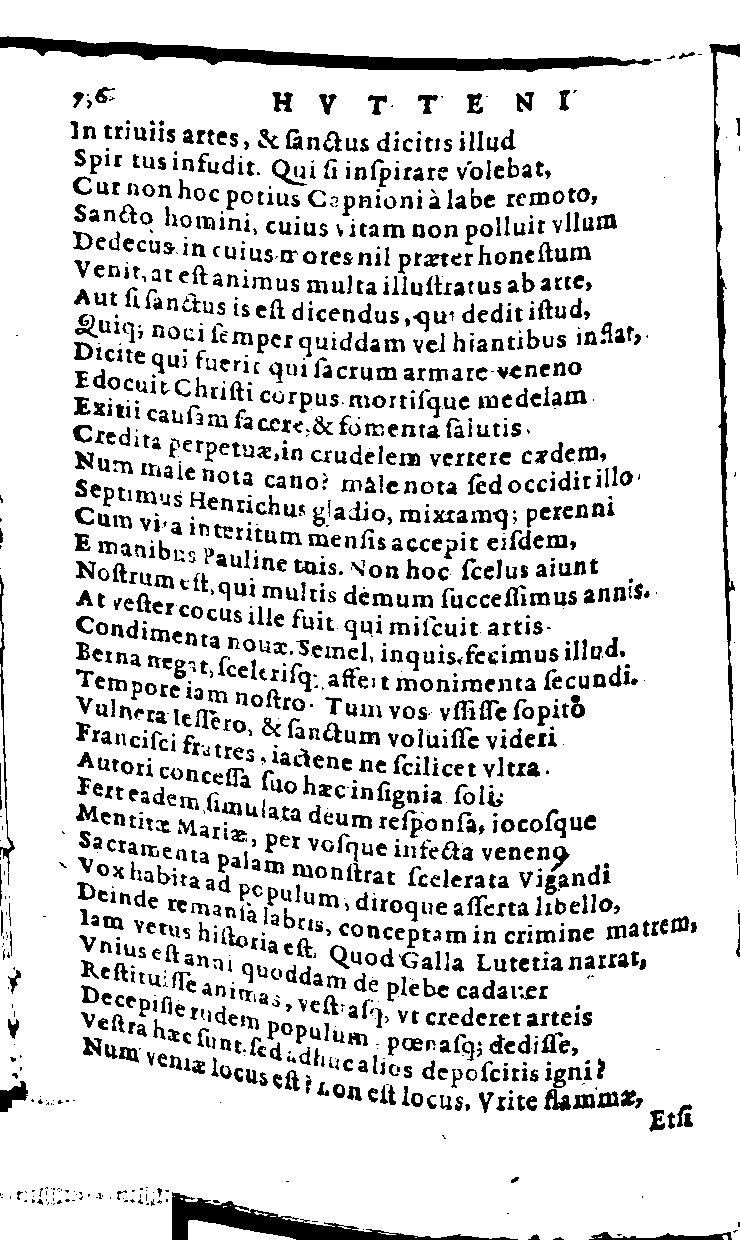 HVTTENI
In triuiis artes, & ſanctus dicitis illud
Spir tus infudit. Qui ſi inſpirare volebat,
Cur non hoc potius Capnioni à labe remoto,
Sancto homini, cuius vitam non polluit vllum
Dedecus in cuius mores nil præter honeſtum
Venit, at eſt animus multa illuſtratus ab arte,
Aut ſi ſanctus is eſt dicendus, qui dedit iſtud,
Quiq; noui ſemper quiddam vel hiantibus inflat,
Dicite qui fuerit qui ſacrum armare veneno
Edocuit Chriſti corpus mortiſque medelam
Exitii cauſam facere, & fomenta ſalutis.
Credita perpetuæ, in crudelem vertere cædem,
Num male nota cano? male nota ſed occidit illo
Septimus Henrichus gladio, mixtamq; perenni
Cum vita interitum menſis accepit eiſdem,
E manibus Pauline tuis. Non hoc ſcelus aiunt
Noſtrum eſt, qui multis demum ſucceſſimus annis.
At veſter cocus ille fuit qui miſcuit artis
Condimenta nouæ. Semel, inquis, fecimus illud.
Berna negat, ſceleriſq; affert monimenta ſecundi.
Tempore iam noſtro. Tum vos vſſiſſe ſopito
Vulnera leſſero, & ſanctum voluiſſe videri
Franciſci fratres, iactene ne ſcilicet vltra.
Autori conceſſa ſuo hæc inſignia ſoli;
Fert eadem ſimulata deum reſponſa, iocoſque
Mentitæ Mariæ, per voſque infecta veneno
Sacramenta palam monſtrat ſcelerata Vigandi
Vox habita ad populum, diroque aſſerta libello,
Deinde remania labris, conceptam in crimine matrem,
Iam vetus hiſtoria eſt. Quod Galla Lutetia narrat,
Vnius eſt anni quoddam de plebe cadauer
Reſtituiſſe animas, veſtraſq, vt crederet arteis
Decepiſſe rudem populum pœnaſq; dediſſe,
Veſtra hæc ſunt. ſed adhuc alios depoſcitis igni?
Num veniæ locus eſt? non eſt locus. Vrite flammæ,
Etſi